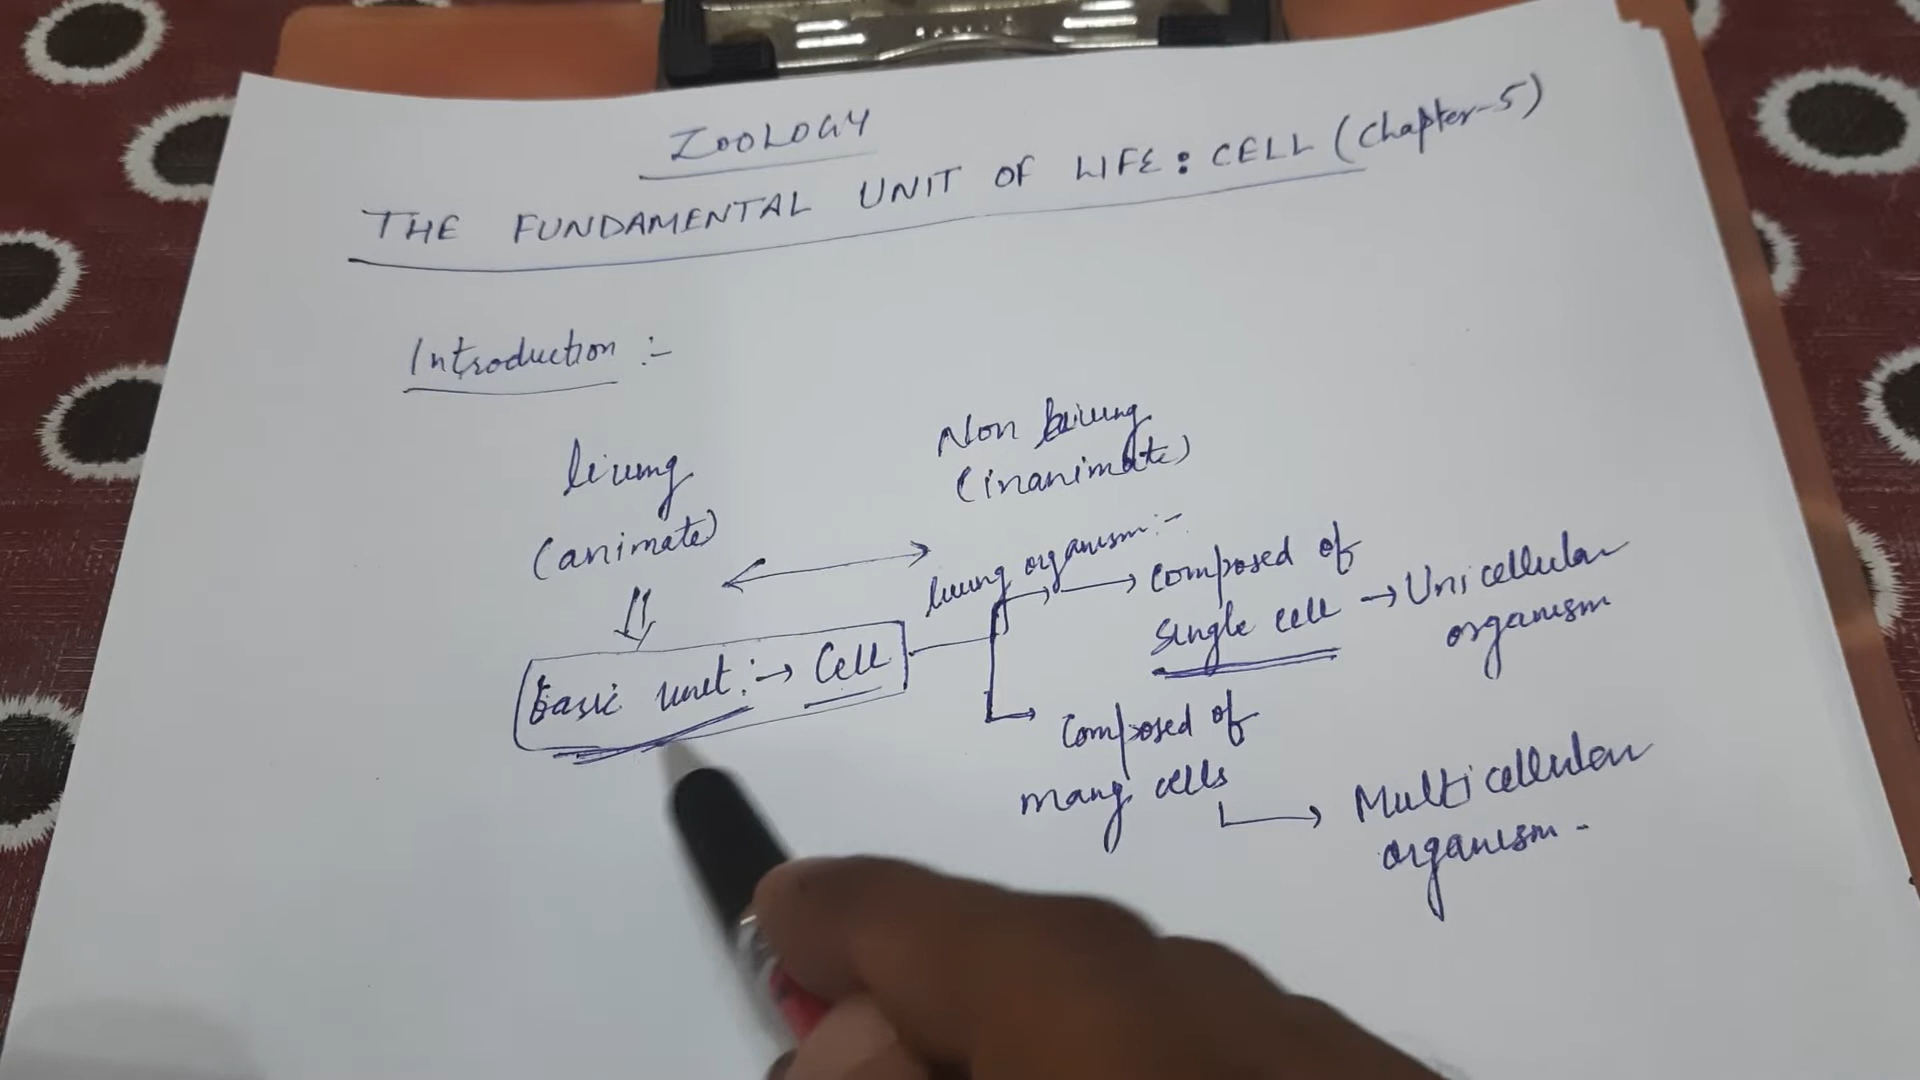 ZOOLOGY
THE FUNDAMENTAL UNIT OF LIFE: CELL (Chapter-5)
Introduction :-
living
(animate)
Non living
(inanimate)
living organism:-
Basic unit:→ Cell
→ Composed of
single cell → Unicellular
organism
Composed of
many cells
→ Multicellular
organism -